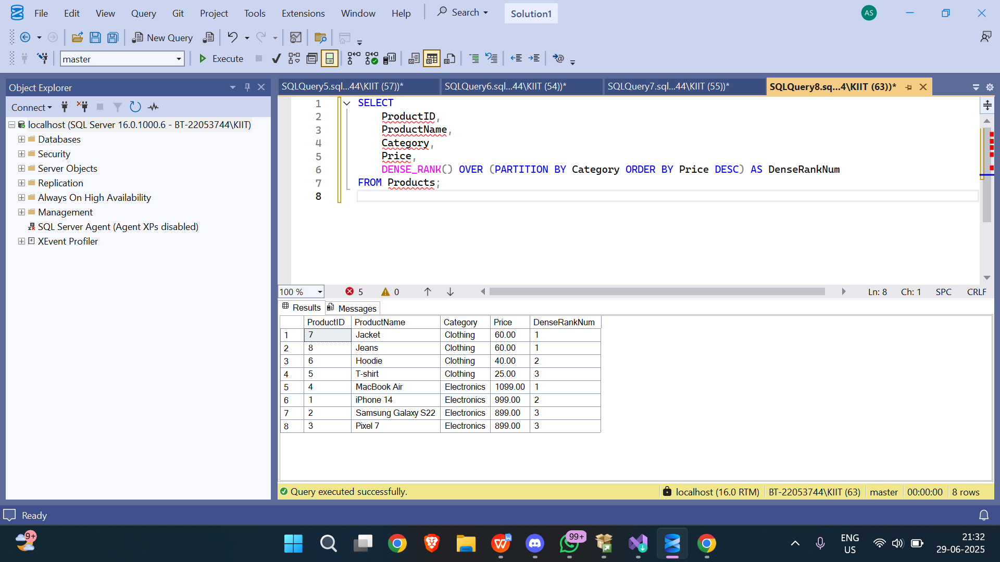 File Edit View Query Git Project Tools Extensions Window Help Search Solution1 AS
New Query
master Execute
Object Explorer
Connect
localhost (SQL Server 16.0.1000.6 - BT-22053744\KIIT)
Databases
Security
Server Objects
Replication
Always On High Availability
Management
SQL Server Agent (Agent XPs disabled)
XEvent Profiler
SQLQuery5.sql...44\KIIT (57))* SQLQuery6.sql...44\KIIT (54))* SQLQuery7.sql...44\KIIT (55))* SQLQuery8.sq...4\KIIT (63))*
1 SELECT
2 ProductID,
3 ProductName,
4 Category,
5 Price,
6 DENSE_RANK() OVER (PARTITION BY Category ORDER BY Price DESC) AS DenseRankNum
7 FROM Products;
8
100 % 5 0 Ln: 8 Ch: 1 SPC CRLF
Results Messages
ProductID ProductName Category Price DenseRankNum
1 7 Jacket Clothing 60.00 1
2 8 Jeans Clothing 60.00 1
3 6 Hoodie Clothing 40.00 2
4 5 T-shirt Clothing 25.00 3
5 4 MacBook Air Electronics 1099.00 1
6 1 iPhone 14 Electronics 999.00 2
7 2 Samsung Galaxy S22 Electronics 899.00 3
8 3 Pixel 7 Electronics 899.00 3
Query executed successfully. localhost (16.0 RTM) BT-22053744\KIIT (63) master 00:00:00 8 rows
Ready
9+ 99+ ENG US 21:32 29-06-2025